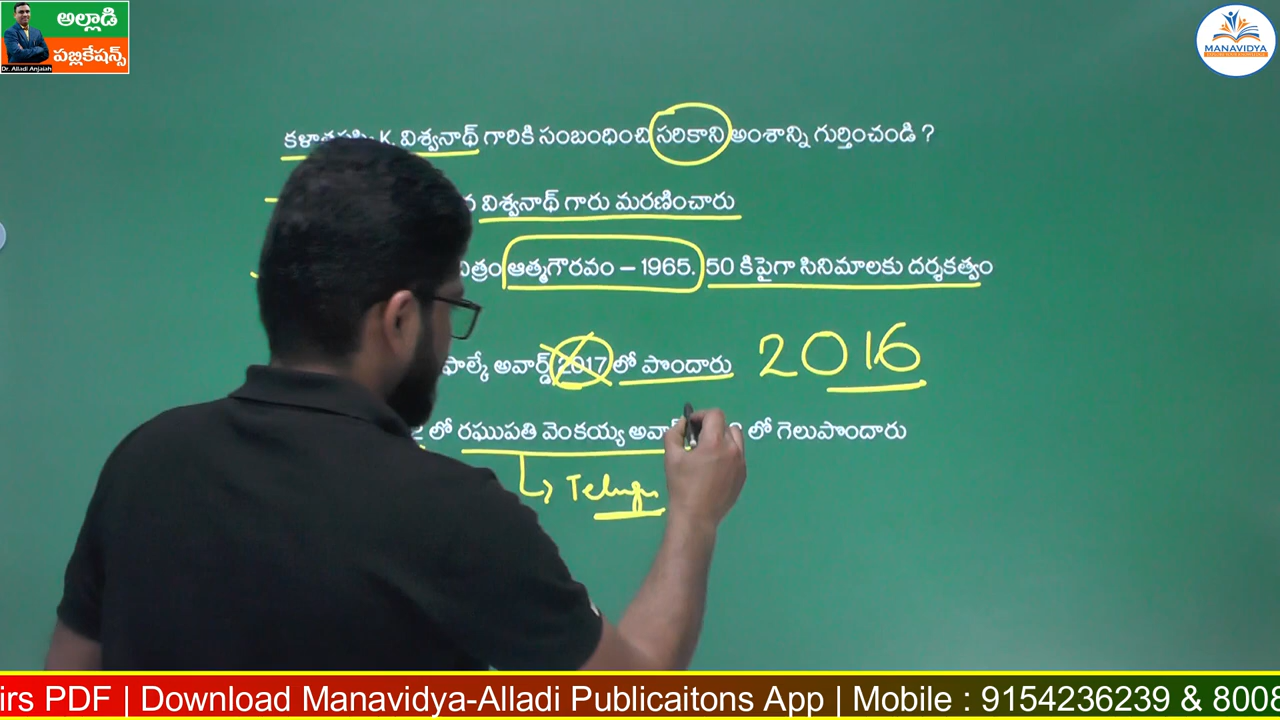 అల్లాడి
పబ్లికేషన్స్
Dr. Alladi Anjaiah
MANAVIDYA
K. విశ్వనాథ్ గారికి సంబంధించి సరికాని అంశాన్ని గుర్తించండి ?
విశ్వనాథ్ గారు మరణించారు
ఆత్మగౌరవం – 1965. 50 కిపైగా సినిమాలకు దర్శకత్వం
ఫాల్కే అవార్డ్ 2017 లో పొందారు 2016
లో రఘుపతి వెంకయ్య లో గెలుపొందారు
Telugu
irs PDF | Download Manavidya-Alladi Publicaitons App | Mobile : 9154236239 & 8008